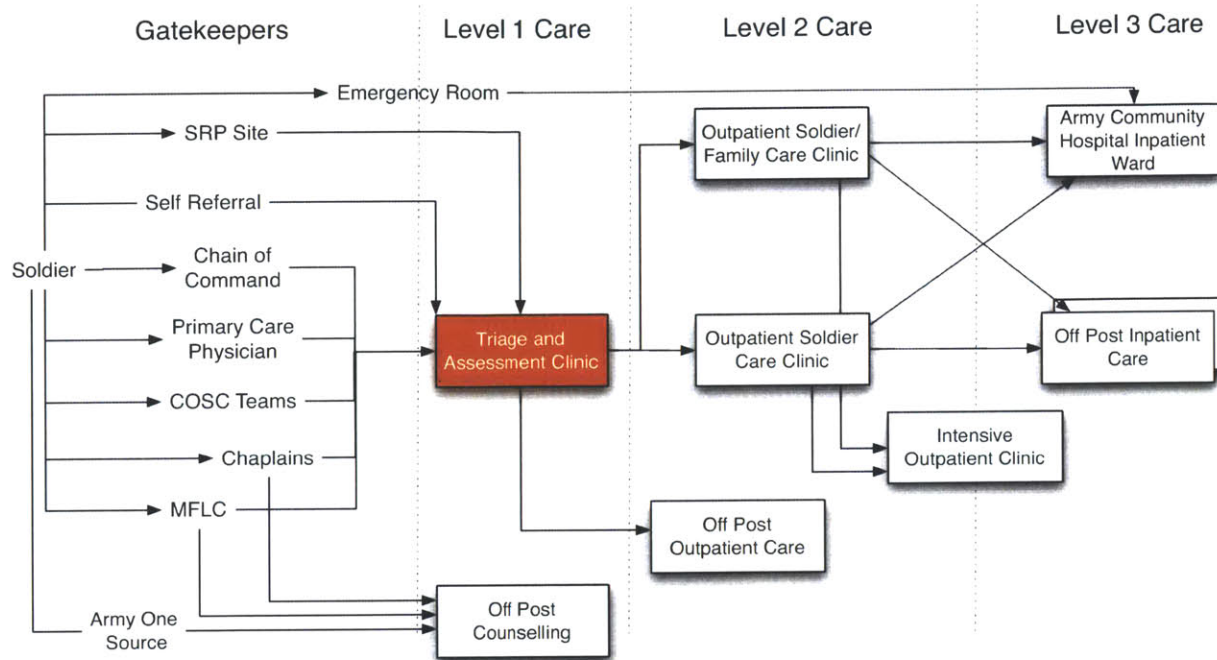 Gatekeepers
Level 1 Care
Level 2 Care
Level 3 Care
Emergency Room
SRP Site
Self Referral
Soldier
Chain of
Command
Primary Care
Physician
COSC Teams
Chaplains
MFLC
Army One
Source
Triage and
Assessment Clinic
Off Post
Counselling
Outpatient Soldier/
Family Care Clinic
Outpatient Soldier
Care Clinic
Intensive
Outpatient Clinic
Off Post
Outpatient Care
Army Community
Hospital Inpatient
Ward
Off Post Inpatient
Care